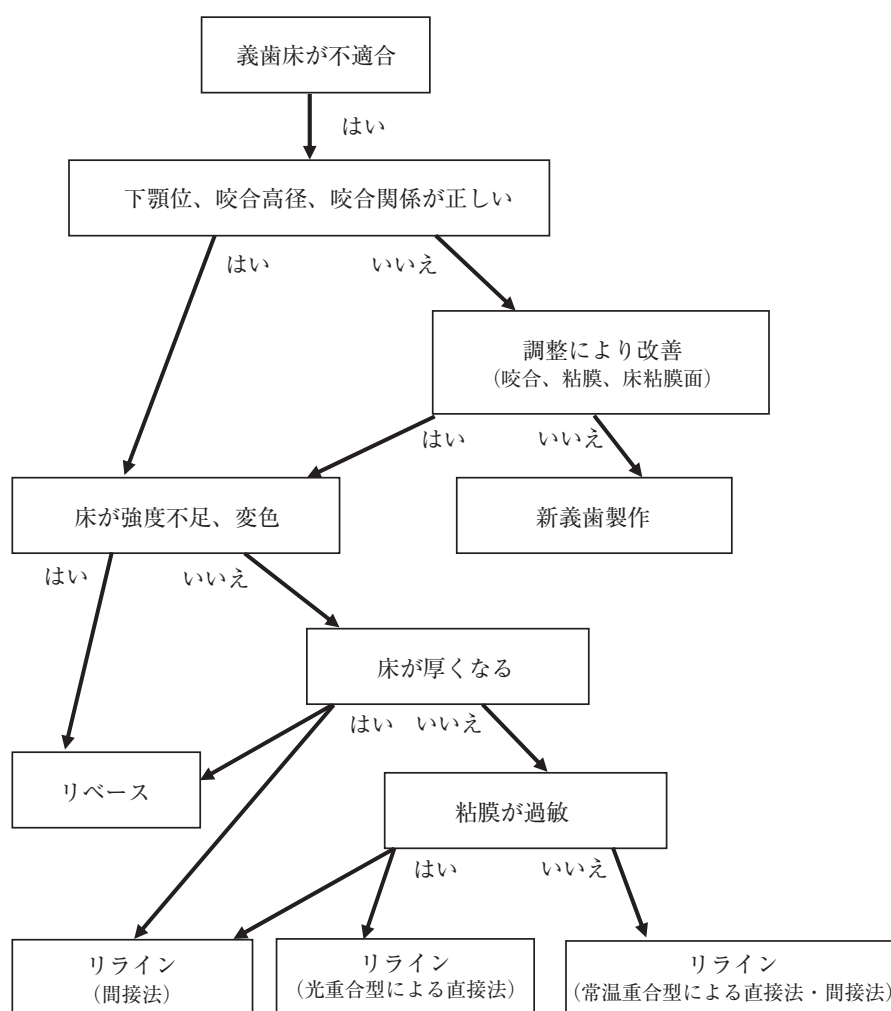 義歯床が不適合
はい
下顎位、咬合高径、咬合関係が正しい
はい
いいえ
調整により改善
(咬合、粘膜、床粘膜面)
はい
いいえ
床が強度不足、変色
新義歯製作
はい
いいえ
床が厚くなる
はい
いいえ
リベース
粘膜が過敏
はい
いいえ
リライン
(間接法)
リライン
(光重合型による直接法)
リライン
(常温重合型による直接法・間接法)